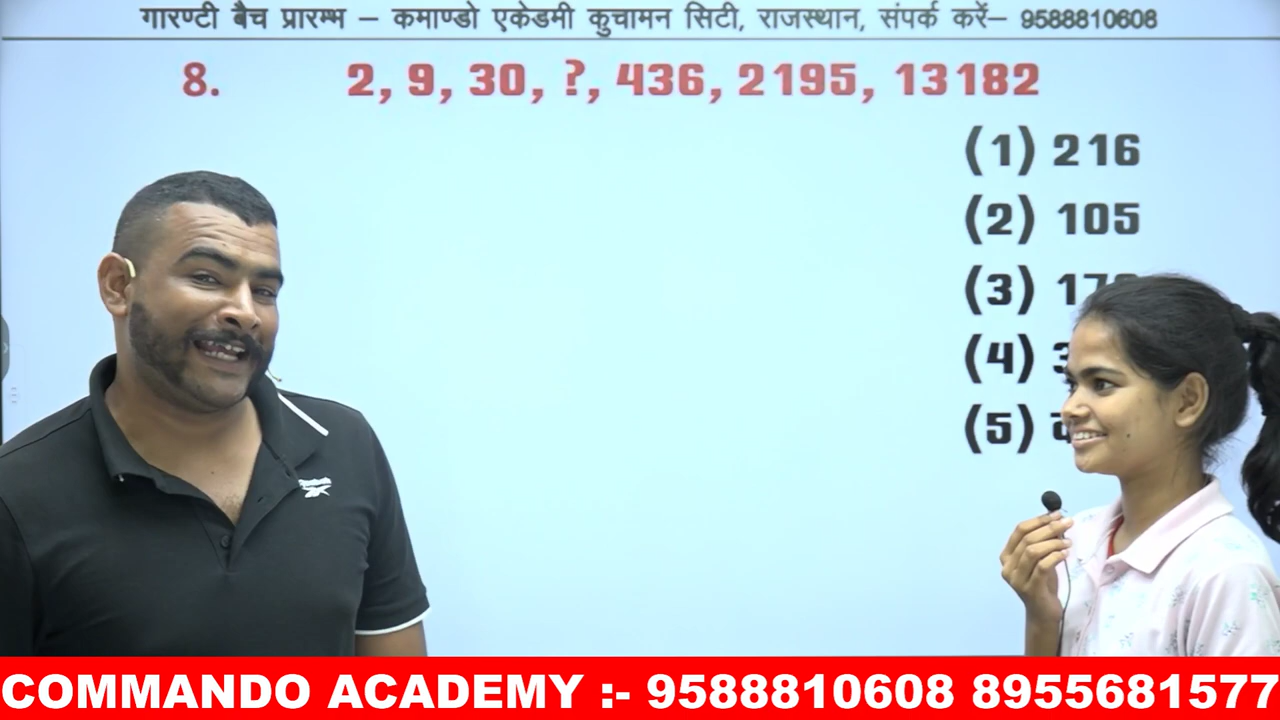 गारण्टी बैच प्रारम्भ – कमाण्डो एकेडमी कुचामन सिटी, राजस्थान, संपर्क करें– 9588810608
8. 2, 9, 30, ?, 436, 2195, 13182
(1) 216
(2) 105
(3)
(4)
(5)
Reebok
COMMANDO ACADEMY :- 9588810608 8955681577